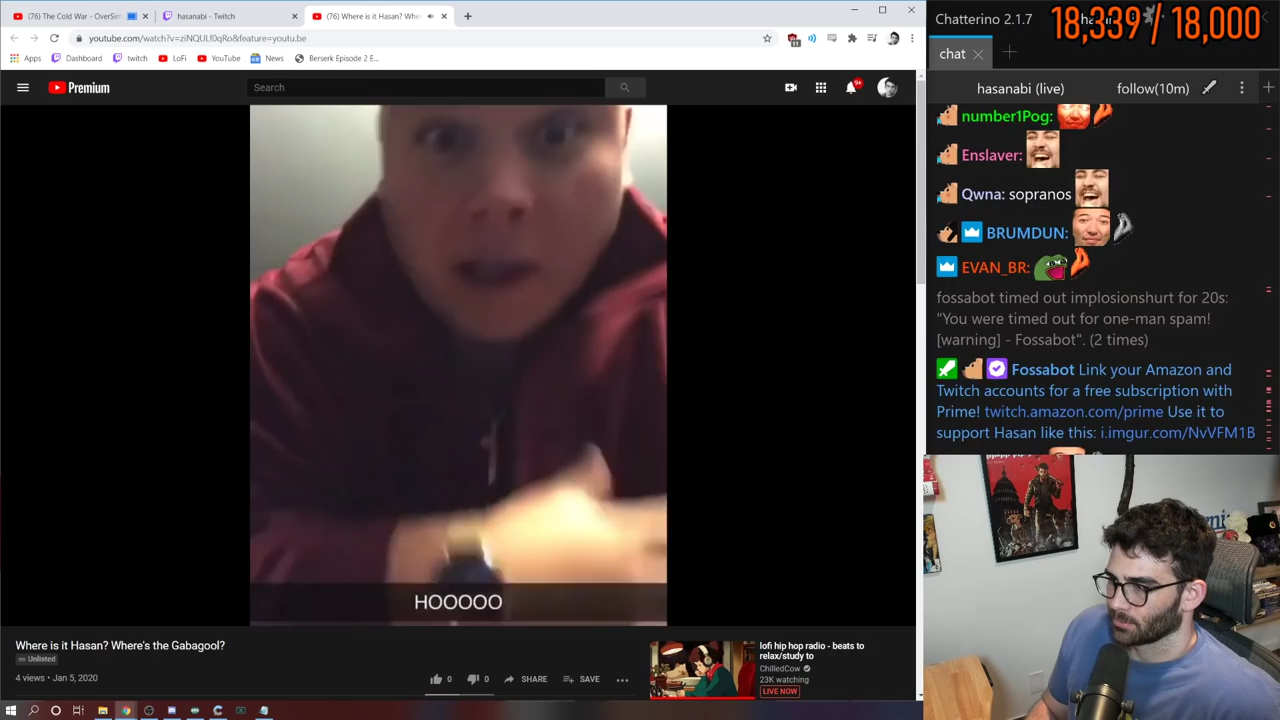 (76) The Cold War - OverSim
hasanabi - Twitch
(76) Where is it Hasan? Whe
youtube.com/watch?v=ziNQULf0qRo&feature=youtu.be
Apps
Dashboard
twitch
LoFi
YouTube
News
Berserk Episode 2 E...
Premium
Search
9+
HOOOOO
Where is it Hasan? Where's the Gabagool?
Unlisted
4 views • Jan 5, 2020
0
0
SHARE
SAVE
lofi hip hop radio - beats to
relax/study to
ChilledCow
23K watching
LIVE NOW
Chatterino 2.1.7
18,339 / 18,000
chat
hasanabi (live)
follow(10m)
number1Pog:
Enslaver:
Qwna: sopranos
BRUMDUN:
EVAN_BR:
fossabot timed out implosionshurt for 20s:
"You were timed out for one-man spam!
[warning] - Fossabot". (2 times)
Fossabot Link your Amazon and
Twitch accounts for a free subscription with
Prime! twitch.amazon.com/prime Use it to
support Hasan like this: i.imgur.com/NvVFM1B